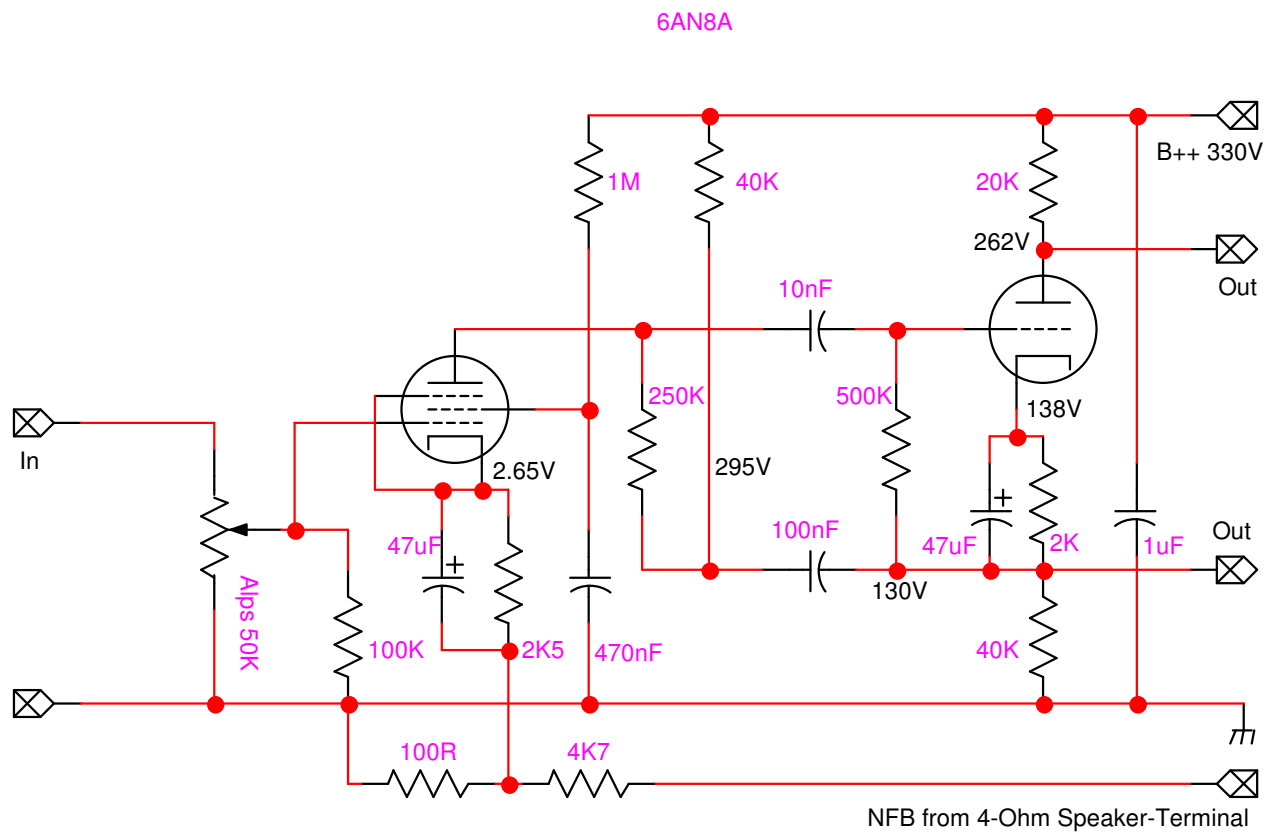 6AN8A
B++ 330V
1M
40K
20K
262V
Out
10nF
250K
500K
138V
In
2.65V
295V
47uF
100nF
47uF
2K
1uF
Out
130V
Alps 50K
100K
2K5
470nF
40K
100R
4K7
NFB from 4-Ohm Speaker-Terminal